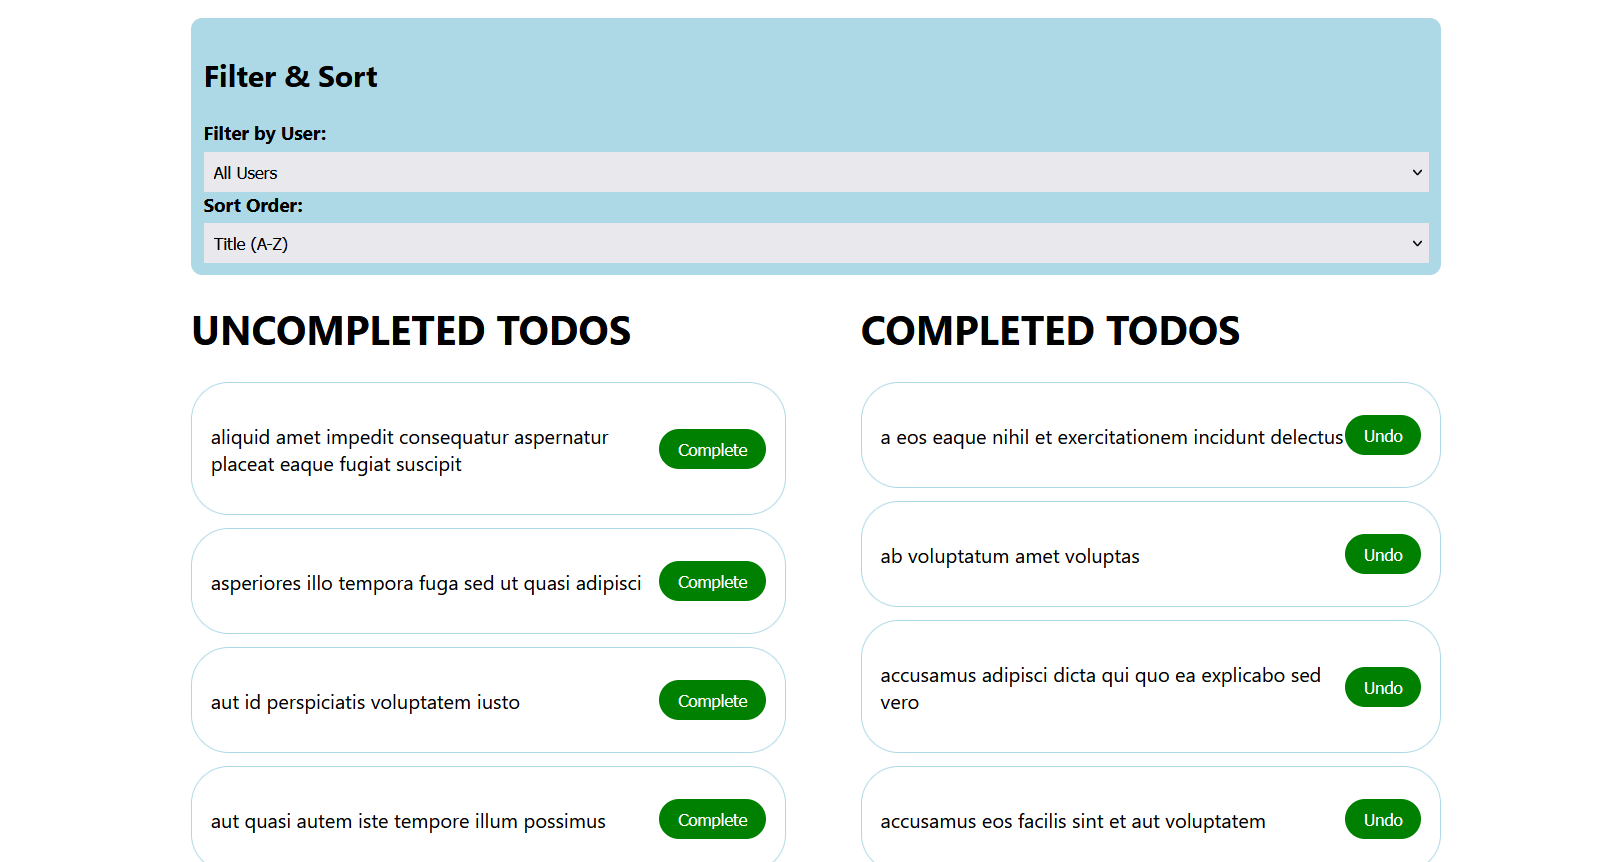 Filter & Sort
Filter by User:
All Users
Sort Order:
Title (A-Z)
UNCOMPLETED TODOS
aliquid amet impedit consequatur aspernatur
placeat eaque fugiat suscipit
Complete
asperiores illo tempora fuga sed ut quasi adipisci
Complete
aut id perspiciatis voluptatem iusto
Complete
aut quasi autem iste tempore illum possimus
Complete
COMPLETED TODOS
a eos eaque nihil et exercitationem incidunt delectus
Undo
ab voluptatum amet voluptas
Undo
accusamus adipisci dicta qui quo ea explicabo sed
vero
Undo
accusamus eos facilis sint et aut voluptatem
Undo